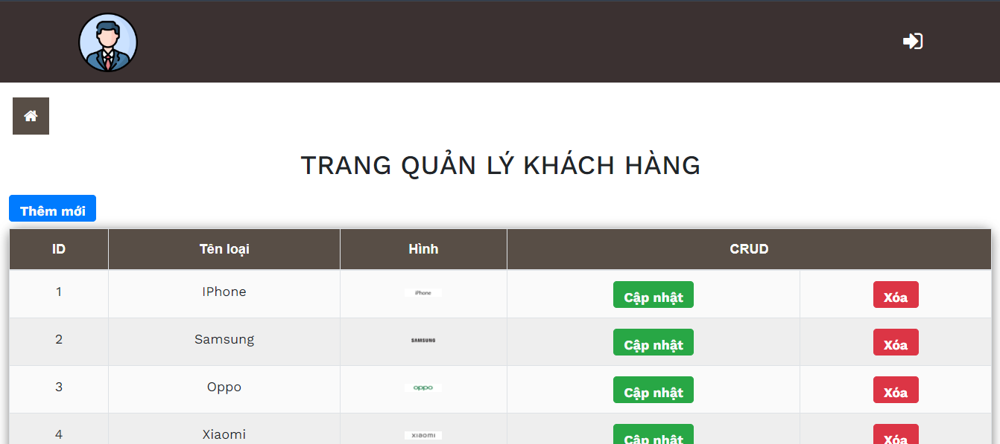 TRANG QUẢN LÝ KHÁCH HÀNG
Thêm mới
ID Tên loại Hình CRUD
1 IPhone iPhone Cập nhật Xóa
2 Samsung SAMSUNG Cập nhật Xóa
3 Oppo oppo Cập nhật Xóa
4 Xiaomi xiaomi Cập nhật Xóa